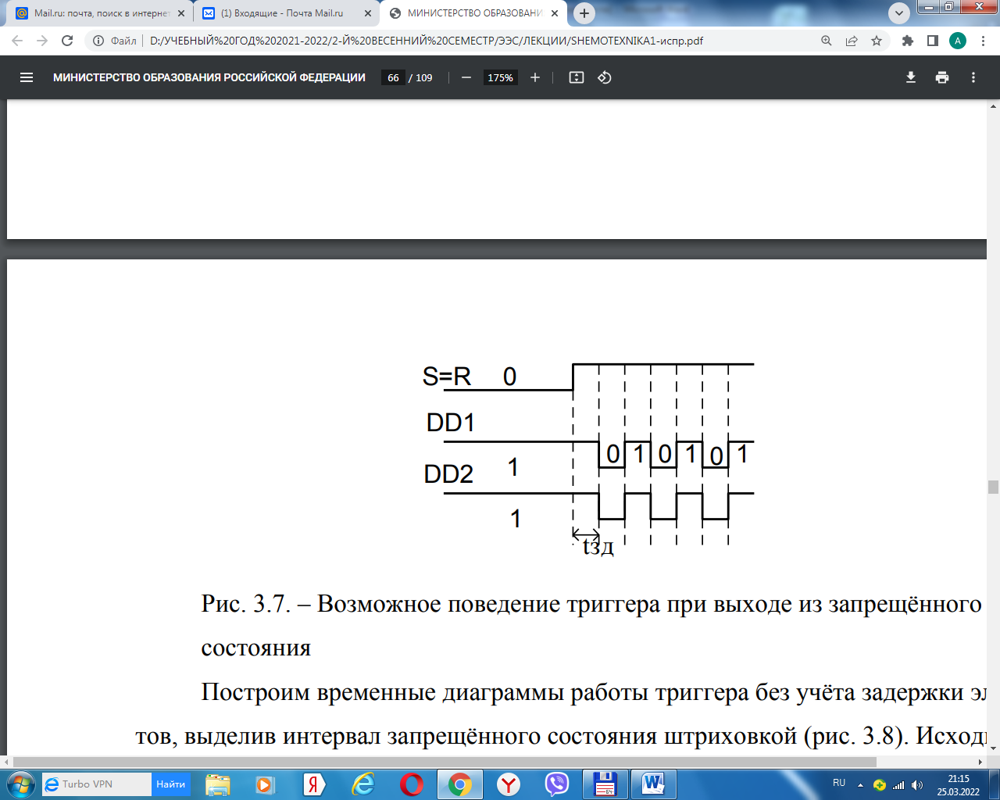 Mail.ru: почта, поиск в интернет
(1) Входящие - Почта Mail.ru
МИНИСТЕРСТВО ОБРАЗОВАНИ
Файл
D:/УЧЕБНЫЙ%20ГОД%202021-2022/2-Й%20ВЕСЕННИЙ%20СЕМЕСТР/ЭЭС/ЛЕКЦИИ/SHEMOTEXNIKA1-испр.pdf
A
МИНИСТЕРСТВО ОБРАЗОВАНИЯ РОССИЙСКОЙ ФЕДЕРАЦИИ
66 / 109
175%
S=R 0
DD1
0 1 0 1 0 1
1
DD2
1
tзд
Рис. 3.7. – Возможное поведение триггера при выходе из запрещённого
состояния
Построим временные диаграммы работы триггера без учёта задержки эл
тов, выделив интервал запрещённого состояния штриховкой (рис. 3.8). Исход
Turbo VPN
Найти
RU
21:15
25.03.2022